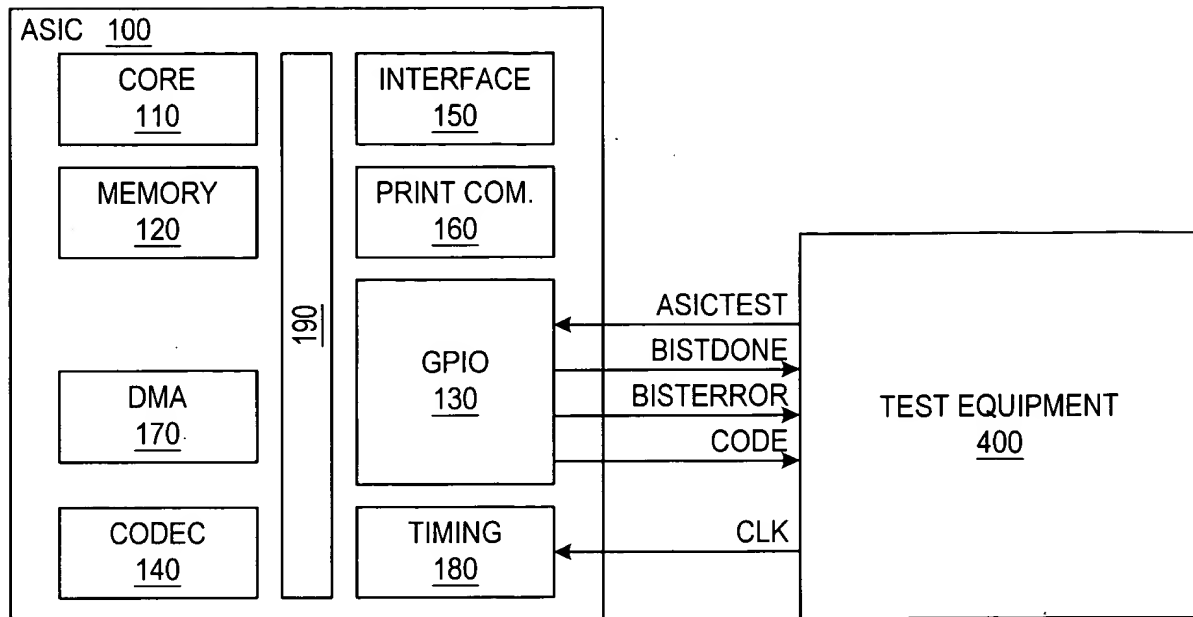 ASIC 100
CORE
110
INTERFACE
150
MEMORY
120
PRINT COM.
160
190
GPIO
130
DMA
170
CODEC
140
TIMING
180
ASICTEST
BISTDONE
BISTERROR
CODE
CLK
TEST EQUIPMENT
400